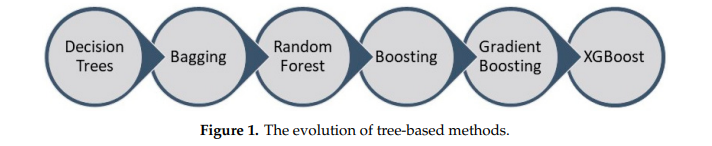 Decision
Trees
Bagging
Random
Forest
Boosting
Gradient
Boosting
XGBoost
Figure 1. The evolution of tree-based methods.